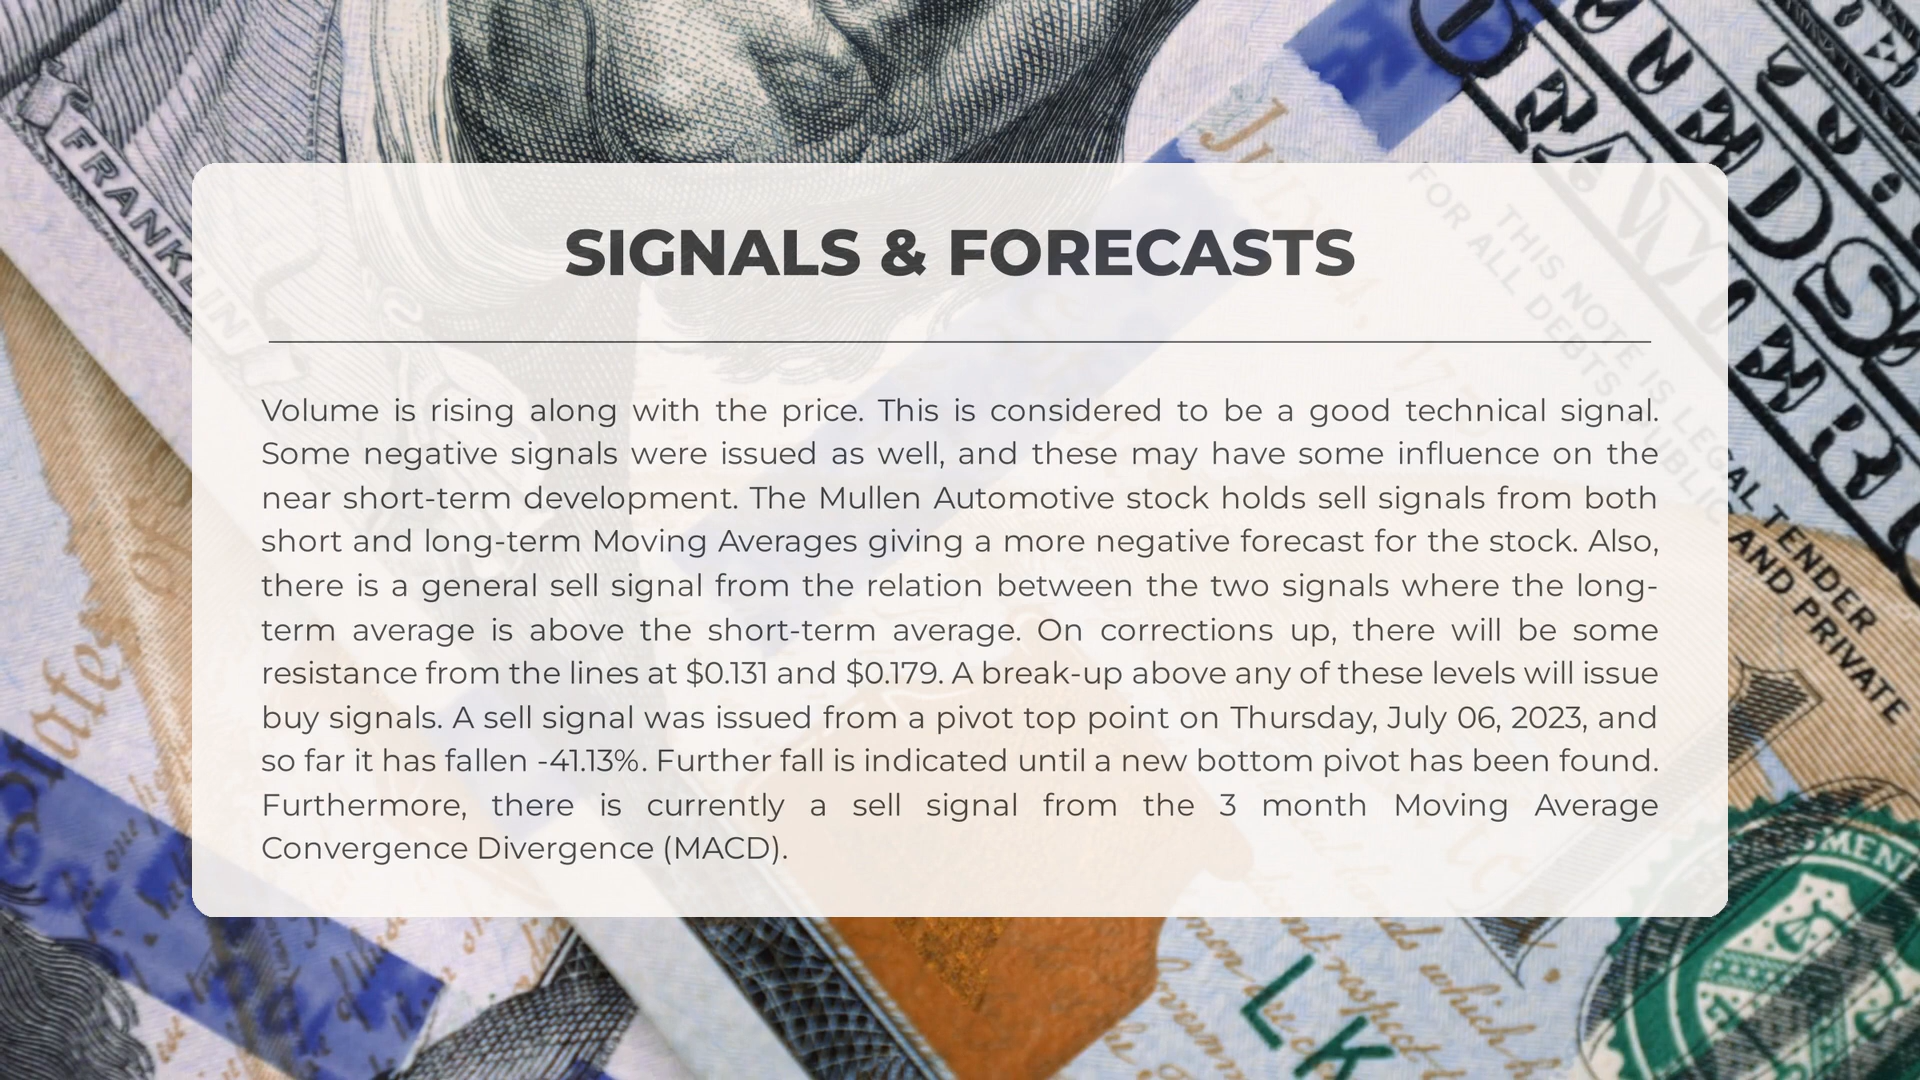 SIGNALS & FORECASTS
Volume is rising along with the price. This is considered to be a good technical signal.
Some negative signals were issued as well, and these may have some influence on the
near short-term development. The Mullen Automotive stock holds sell signals from both
short and long-term Moving Averages giving a more negative forecast for the stock. Also,
there is a general sell signal from the relation between the two signals where the long-
term average is above the short-term average. On corrections up, there will be some
resistance from the lines at $0.131 and $0.179. A break-up above any of these levels will issue
buy signals. A sell signal was issued from a pivot top point on Thursday, July 06, 2023, and
so far it has fallen -41.13%. Further fall is indicated until a new bottom pivot has been found.
Furthermore, there is currently a sell signal from the 3 month Moving Average
Convergence Divergence (MACD).
FRANKLIN
THIS NOTE IS LEGAL TENDER
FOR ALL DEBTS, PUBLIC AND PRIVATE
LK